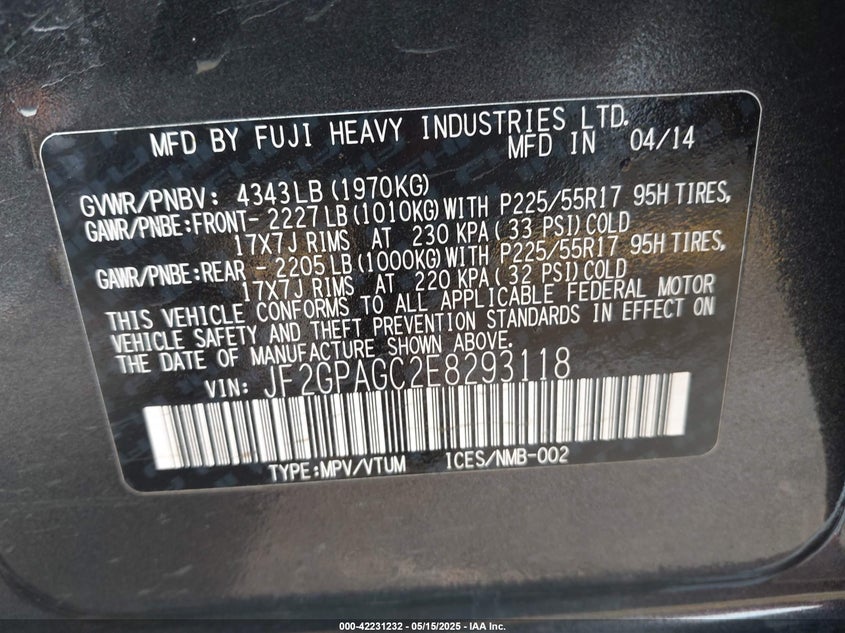 MFD BY FUJI HEAVY INDUSTRIES LTD.
MFD IN 04/14
GVWR/PNBV: 4343LB (1970KG)
GAWR/PNBE:FRONT- 2227LB (1010KG) WITH P225/55R17 95H TIRES,
17X7J RIMS AT 230 KPA (33 PSI) COLD
GAWR/PNBE:REAR - 2205LB (1000KG) WITH P225/55R17 95H TIRES,
17X7J RIMS AT 220 KPA (32 PSI) COLD
THIS VEHICLE CONFORMS TO ALL APPLICABLE FEDERAL MOTOR
VEHICLE SAFETY AND THEFT PREVENTION STANDARDS IN EFFECT ON
THE DATE OF MANUFACTURE SHOWN ABOVE.
VIN: JF2GPAGC2E8293118
TYPE:MPV/VTUM ICES/NMB-002
000-42231232 - 05/15/2025 - IAA Inc.